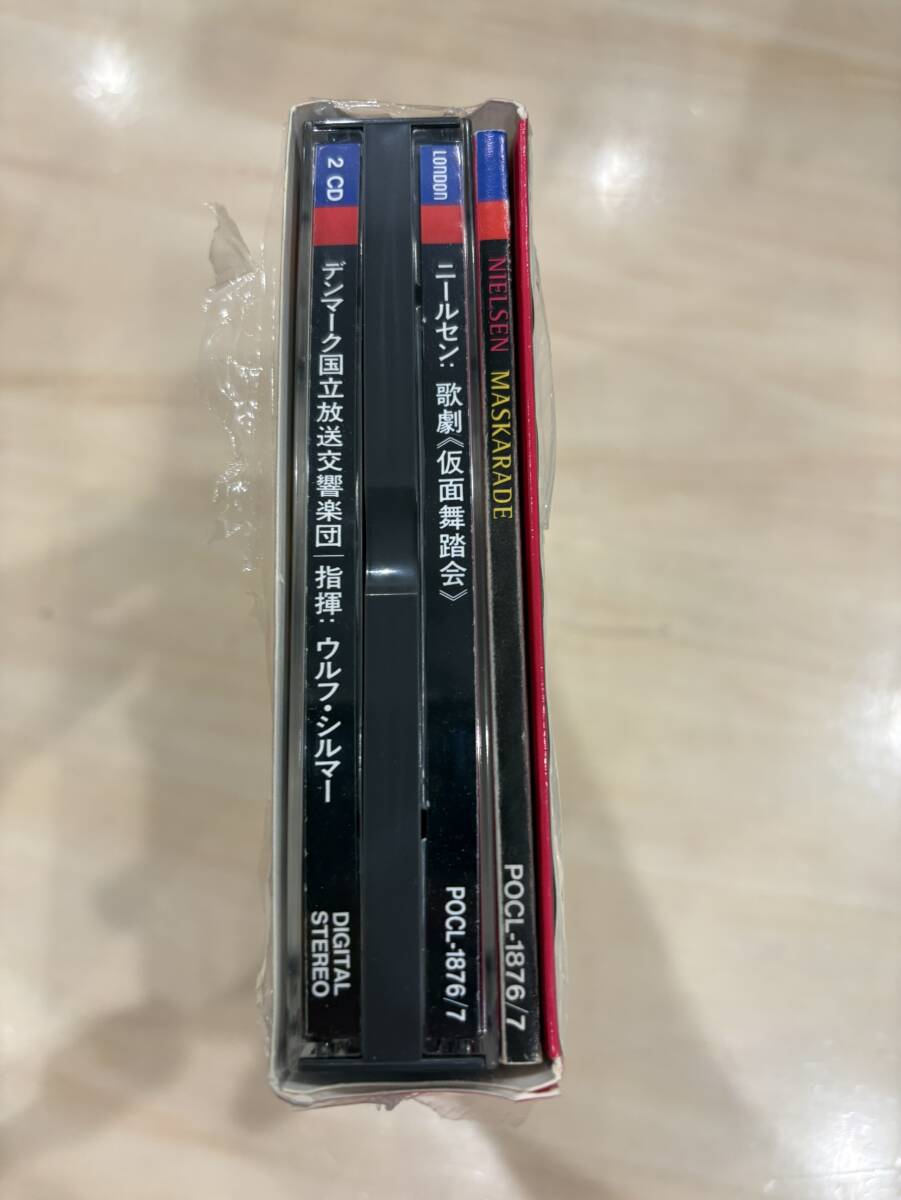 2 CD
デンマーク国立放送交響楽団│指揮: ウルフ・シルマー
DIGITAL
STEREO
LONDON
ニールセン: 歌劇《仮面舞踏会》
POCL-1876/7
NIELSEN MASKARADE
POCL-1876/7